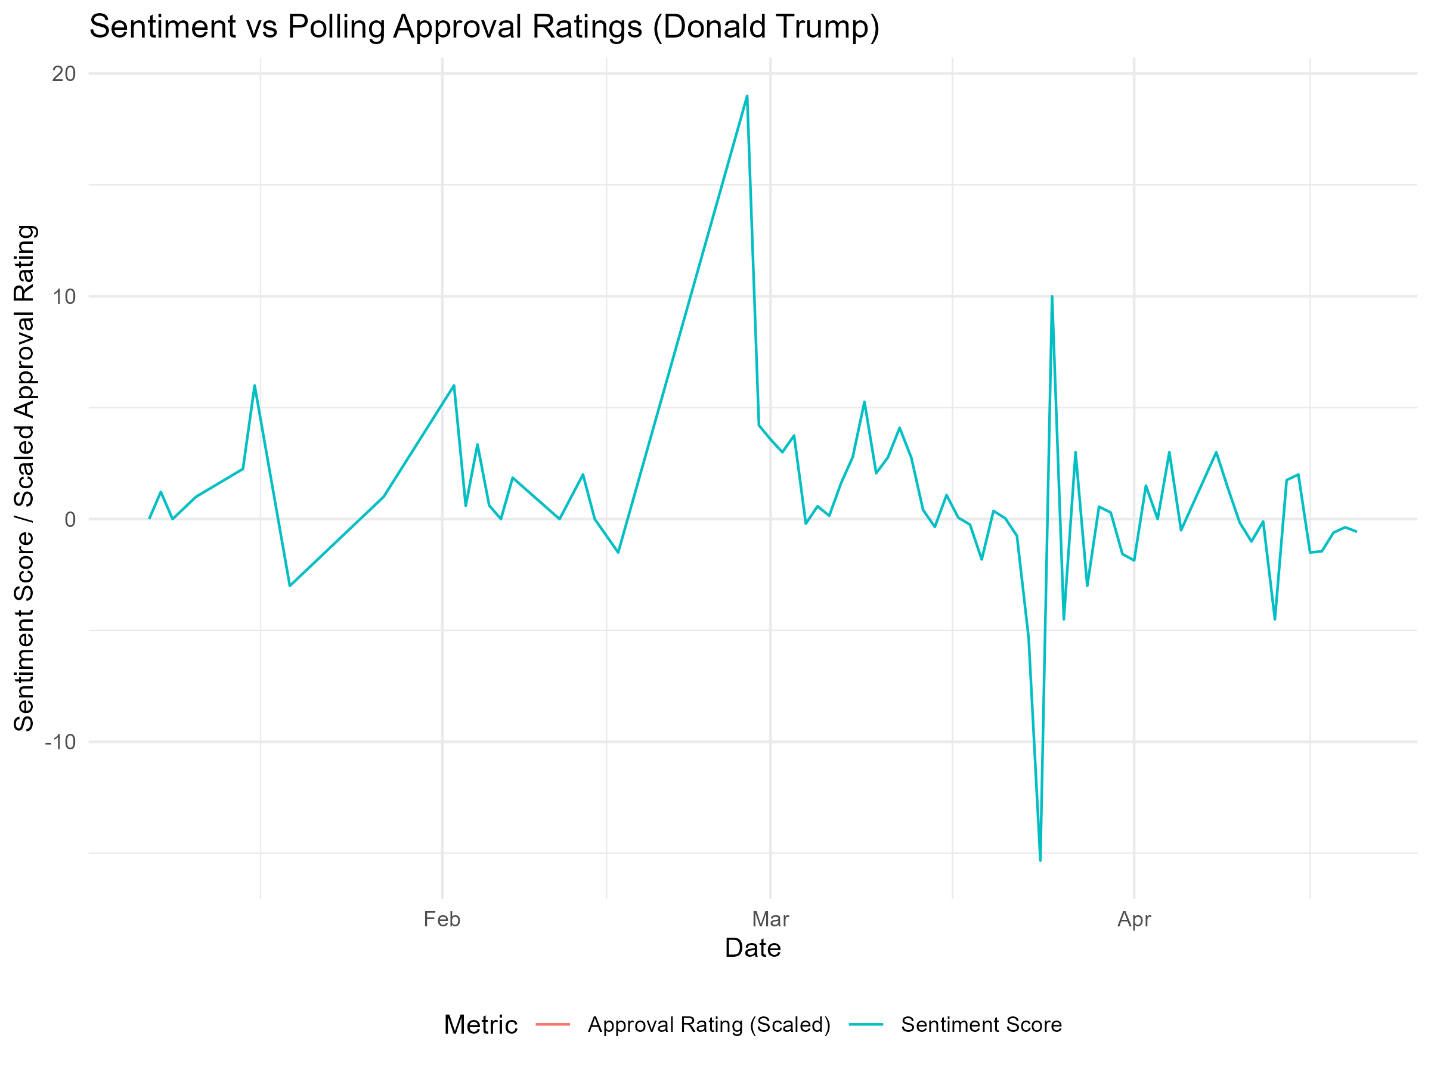 Sentiment vs Polling Approval Ratings (Donald Trump)
Sentiment Score / Scaled Approval Rating
20
10
0
-10
Feb Mar Apr
Date
Metric Approval Rating (Scaled) Sentiment Score